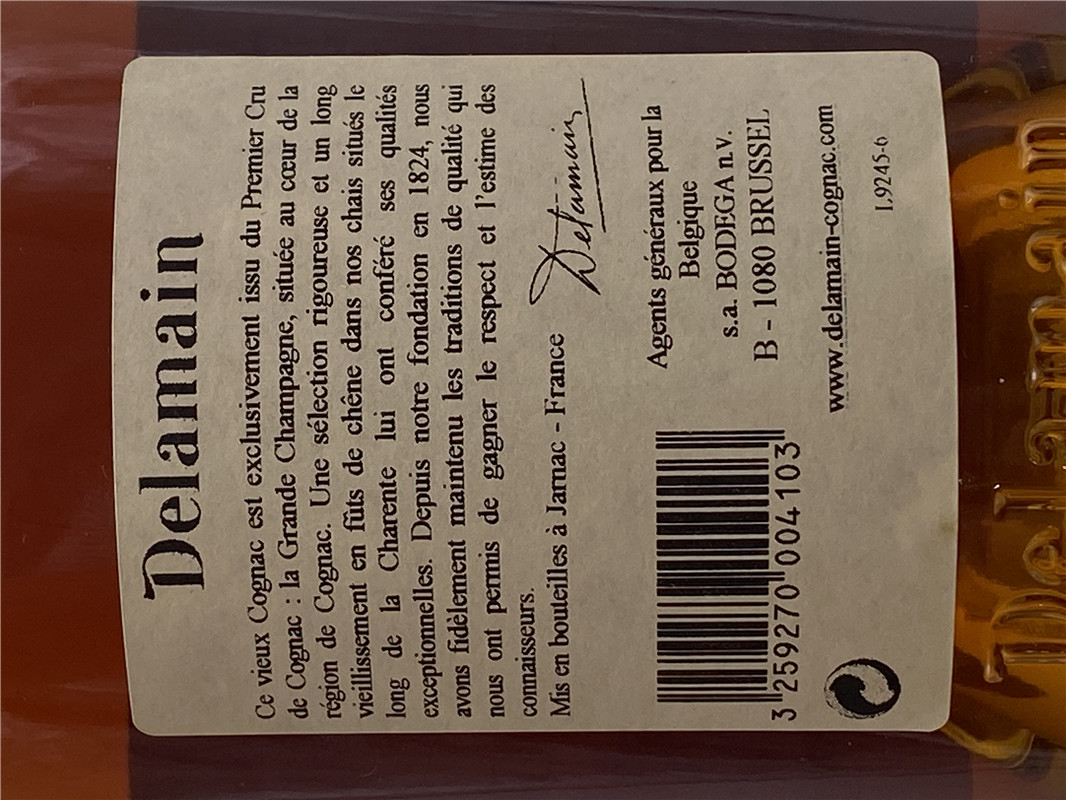 Delamain
Ce vieux Cognac est exclusivement issu du Premier Cru
de Cognac : la Grande Champagne, située au cœur de la
région de Cognac. Une sélection rigoureuse et un long
vieillissement en fûts de chêne dans nos chais situés le
long de la Charente lui ont conféré ses qualités
exceptionnelles. Depuis notre fondation en 1824, nous
avons fidèlement maintenu les traditions de qualité qui
nous ont permis de gagner le respect et l'estime des
connaisseurs.
Mis en bouteilles à Jarnac - France
Delamain
Agents généraux pour la
Belgique
s.a. BODEGA n.v.
B - 1080 BRUSSEL
3 259270 004103
www.delamain-cognac.com
L9245-6
Delamain